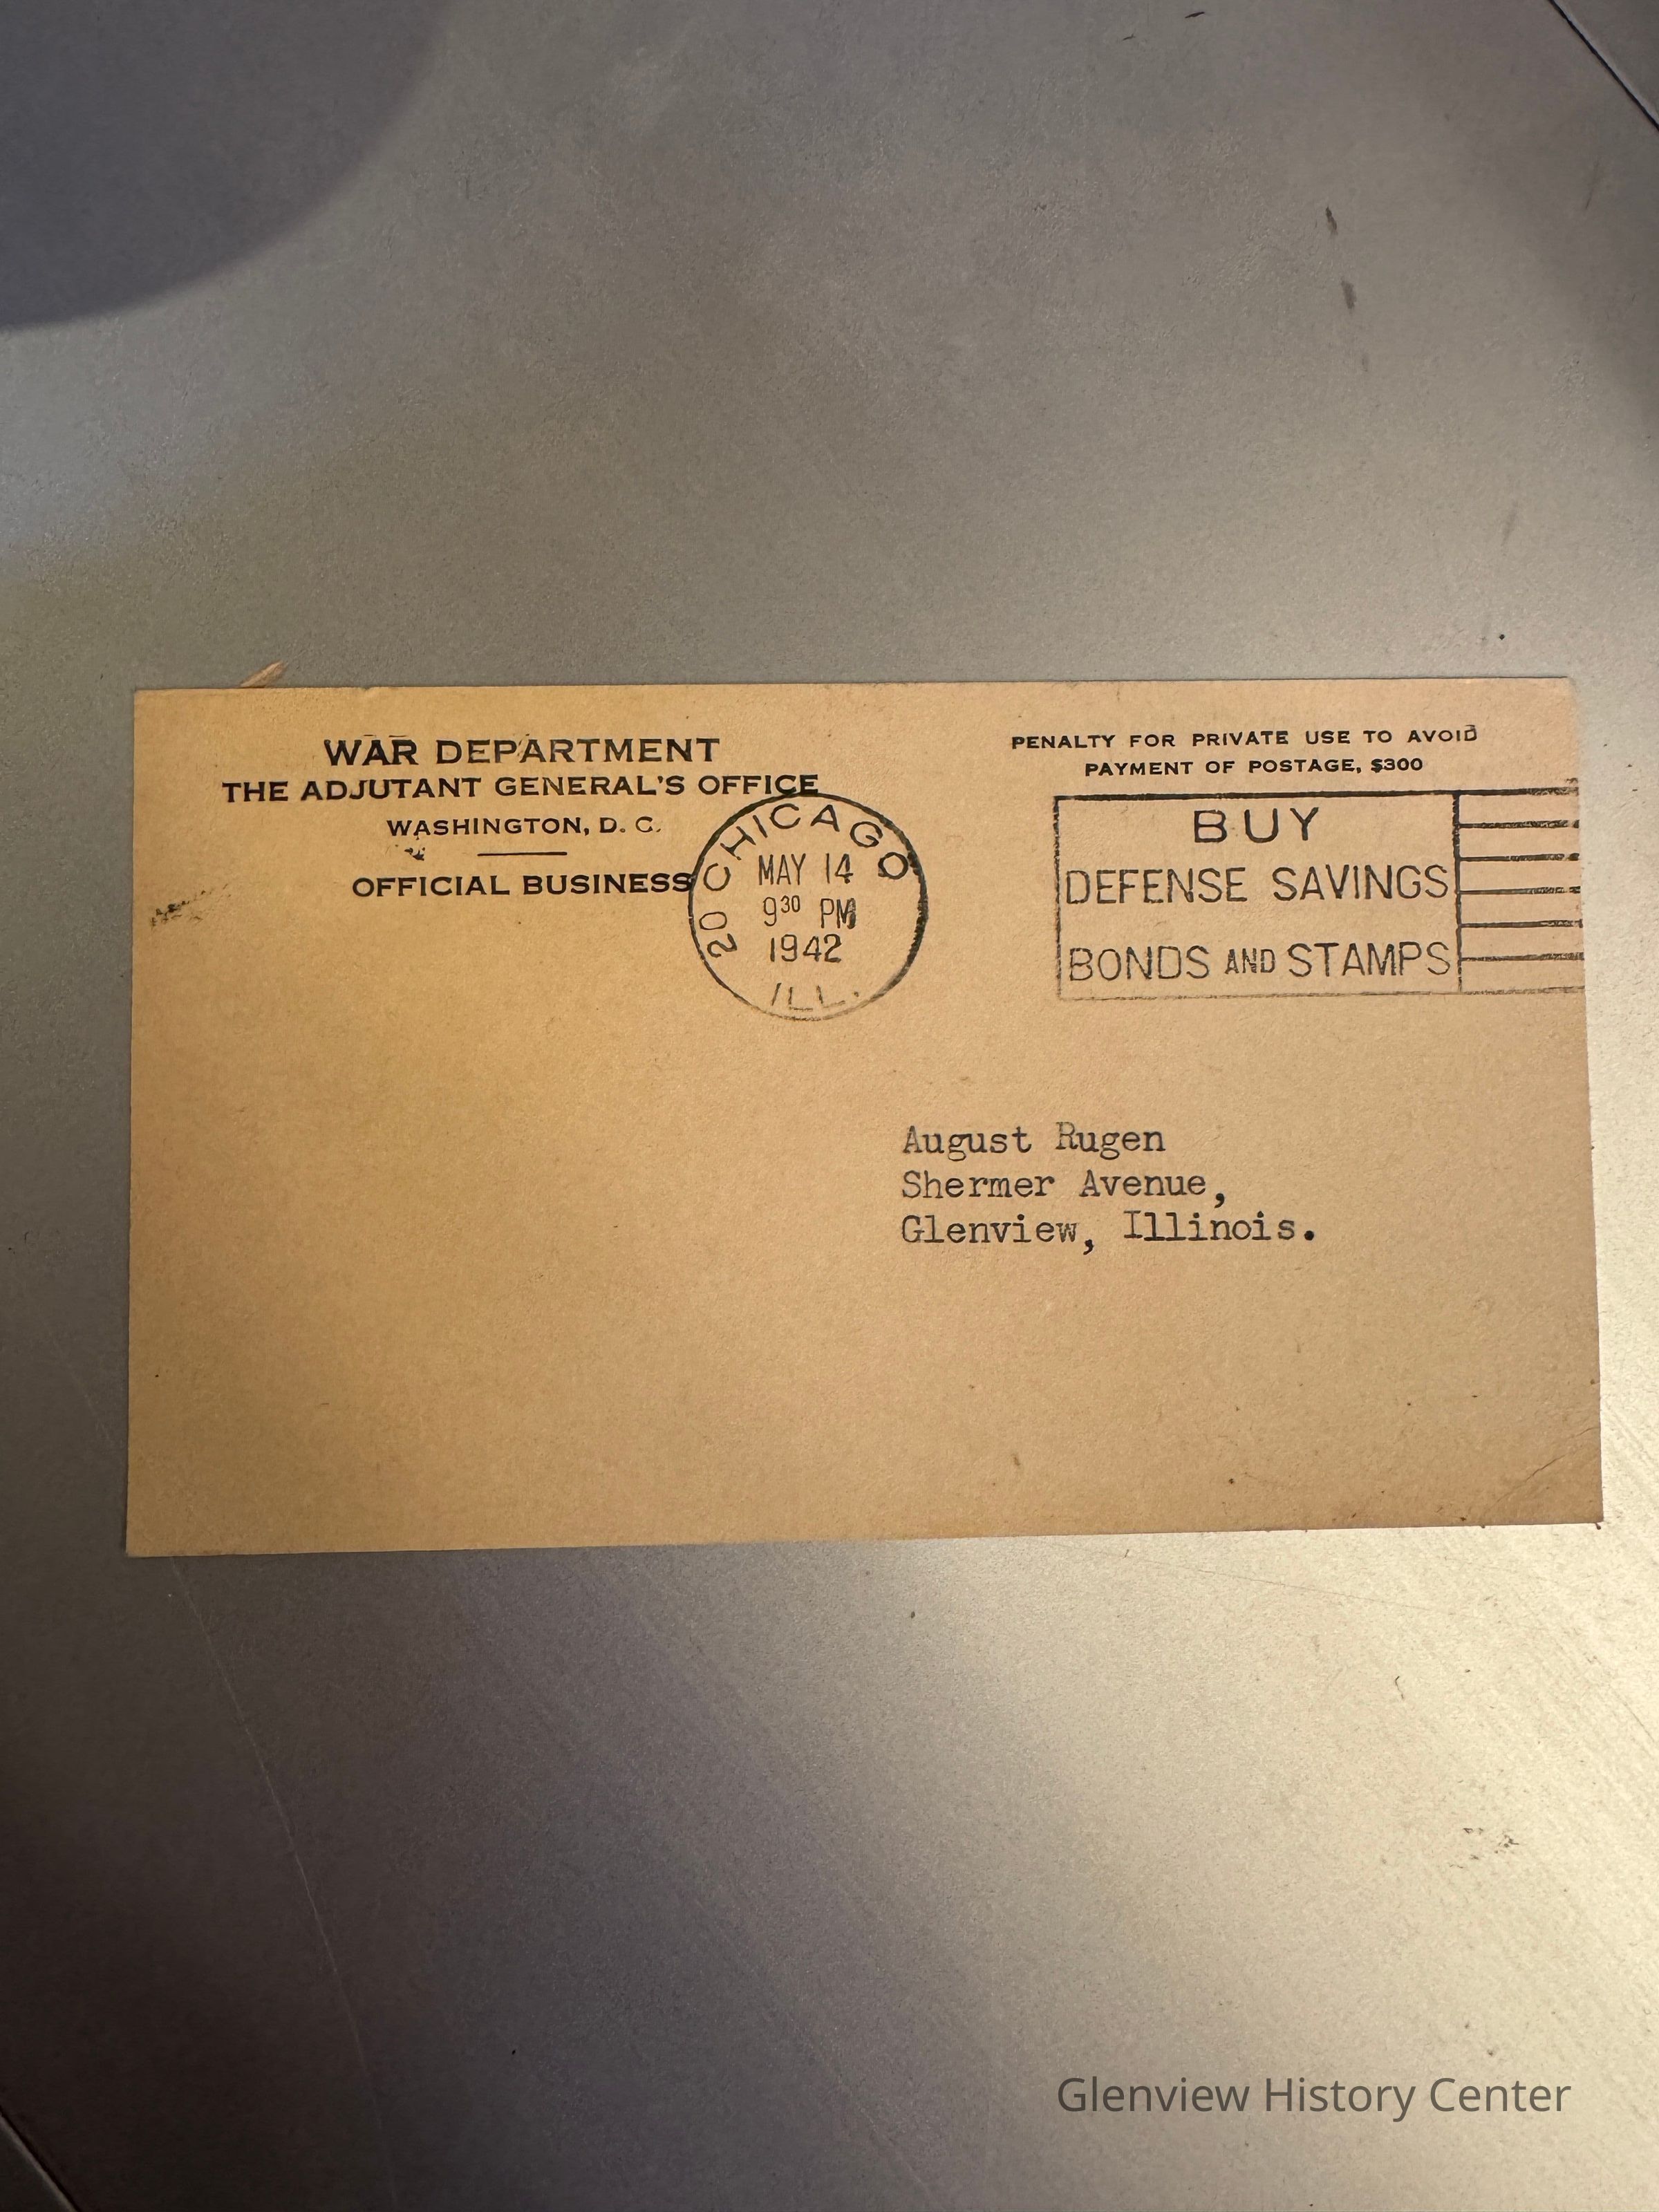 WAR DEPARTMENT
THE ADJUTANT GENERAL'S OFFICE
WASHINGTON, D. C.
OFFICIAL BUSINESS
PENALTY FOR PRIVATE USE TO AVOID
PAYMENT OF POSTAGE, $300
20 CHICAGO
MAY 14
9 30 PM
1942
ILL.
BUY
DEFENSE SAVINGS
BONDS AND STAMPS
August Rugen
Shermer Avenue,
Glenview, Illinois.
Glenview History Center